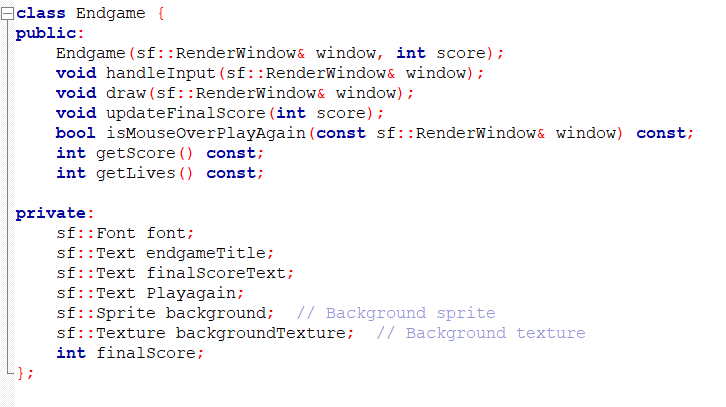 class Endgame {
public:
    Endgame(sf::RenderWindow& window, int score);
    void handleInput(sf::RenderWindow& window);
    void draw(sf::RenderWindow& window);
    void updateFinalScore(int score);
    bool isMouseOverPlayAgain(const sf::RenderWindow& window) const;
    int getScore() const;
    int getLives() const;

private:
    sf::Font font;
    sf::Text endgameTitle;
    sf::Text finalScoreText;
    sf::Text Playagain;
    sf::Sprite background;  // Background sprite
    sf::Texture backgroundTexture;  // Background texture
    int finalScore;
};